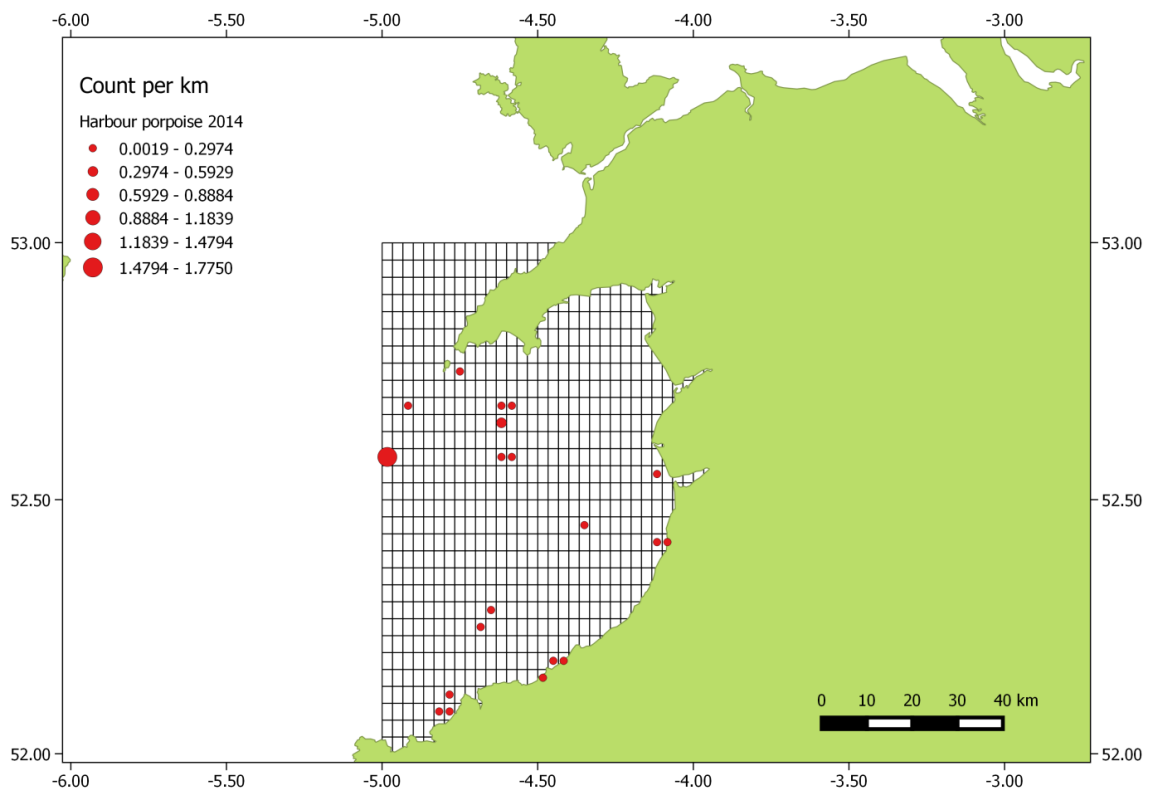 -6.00 -5.50 -5.00 -4.50 -4.00 -3.50 -3.00
Count per km
Harbour porpoise 2014
0.0019 - 0.2974
0.2974 - 0.5929
0.5929 - 0.8884
0.8884 - 1.1839
1.1839 - 1.4794
1.4794 - 1.7750
53.00 53.00
52.50 52.50
0 10 20 30 40 km
52.00 52.00
-6.00 -5.50 -5.00 -4.50 -4.00 -3.50 -3.00